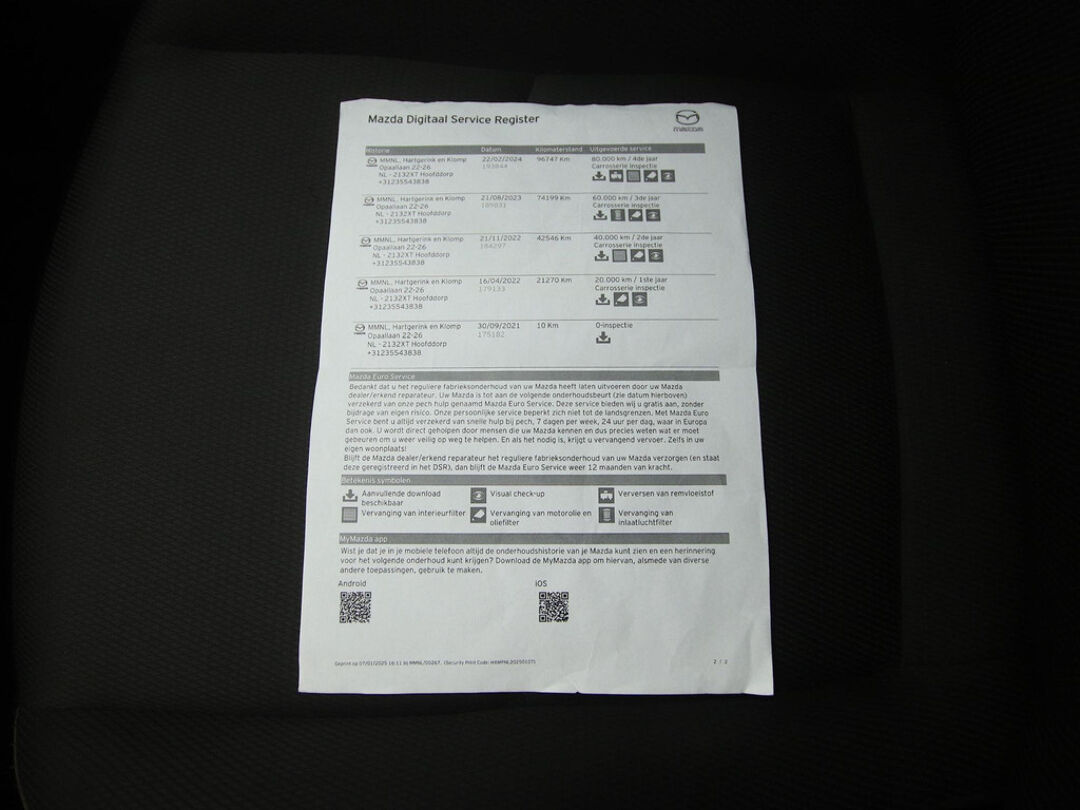 Mazda Digitaal Service Register
mazda
Historie Datum Kilometerstand Uitgevoerde service
MMNL, Hartgerink en Klomp 22/02/2024 96747 Km 80.000 km / 4de jaar
Opaallaan 22-26 193844 Carrosserie inspectie
NL - 2132XT Hoofddorp
+31235543838
MMNL, Hartgerink en Klomp 21/08/2023 74199 Km 60.000 km / 3de jaar
Opaallaan 22-26 Carrosserie inspectie
NL - 2132XT Hoofddorp
+31235543838
MMNL, Hartgerink en Klomp 21/11/2022 42546 Km 40.000 km / 2de jaar
Opaallaan 22-26 184297 Carrosserie inspectie
NL - 2132XT Hoofddorp
+31235543838
MMNL, Hartgerink en Klomp 16/04/2022 21270 Km 20.000 km / 1ste jaar
Opaallaan 22-26 179133 Carrosserie inspectie
NL - 2132XT Hoofddorp
+31235543838
MMNL, Hartgerink en Klomp 30/09/2021 10 Km 0-inspectie
Opaallaan 22-26 175182
NL - 2132XT Hoofddorp
+31235543838
Mazda Euro Service
Bedankt dat u het reguliere fabrieksonderhoud van uw Mazda heeft laten uitvoeren door uw Mazda
dealer/erkend reparateur. Uw Mazda is tot aan de volgende onderhoudsbeurt (zie datum hierboven)
verzekerd van onze pech hulp genaamd Mazda Euro Service. Deze service bieden wij u gratis aan, zonder
bijdrage van eigen risico. Onze persoonlijke service beperkt zich niet tot de landsgrenzen. Met Mazda Euro
Service bent u altijd verzekerd van snelle hulp bij pech, 7 dagen per week, 24 uur per dag, waar in Europa
dan ook. U wordt direct geholpen door mensen die uw Mazda kennen en dus precies weten wat er moet
gebeuren om u weer veilig op weg te helpen. En als het nodig is, krijgt u vervangend vervoer. Zelfs in uw
eigen woonplaats!
Blijft de Mazda dealer/erkend reparateur het reguliere fabrieksonderhoud van uw Mazda verzorgen (en staat
deze geregistreerd in het DSR), dan blijft de Mazda Euro Service weer 12 maanden van kracht.
Betekenis symbolen
Aanvullende download beschikbaar Visual check-up Verversen van remvloeistof
Vervanging van interieurfilter Vervanging van motorolie en oliefilter Vervanging van inlaatluchtfilter
MyMazda app
Wist je dat je in je mobiele telefoon altijd de onderhoudshistorie van je Mazda kunt zien en een herinnering
voor het volgende onderhoud kunt krijgen? Download de MyMazda app om hiervan, alsmede van diverse
andere toepassingen, gebruik te maken.
Android iOS
Geprint op 07/01/2025 16:11 bij MMNL/00267. (Security Print Code: 2 / 2